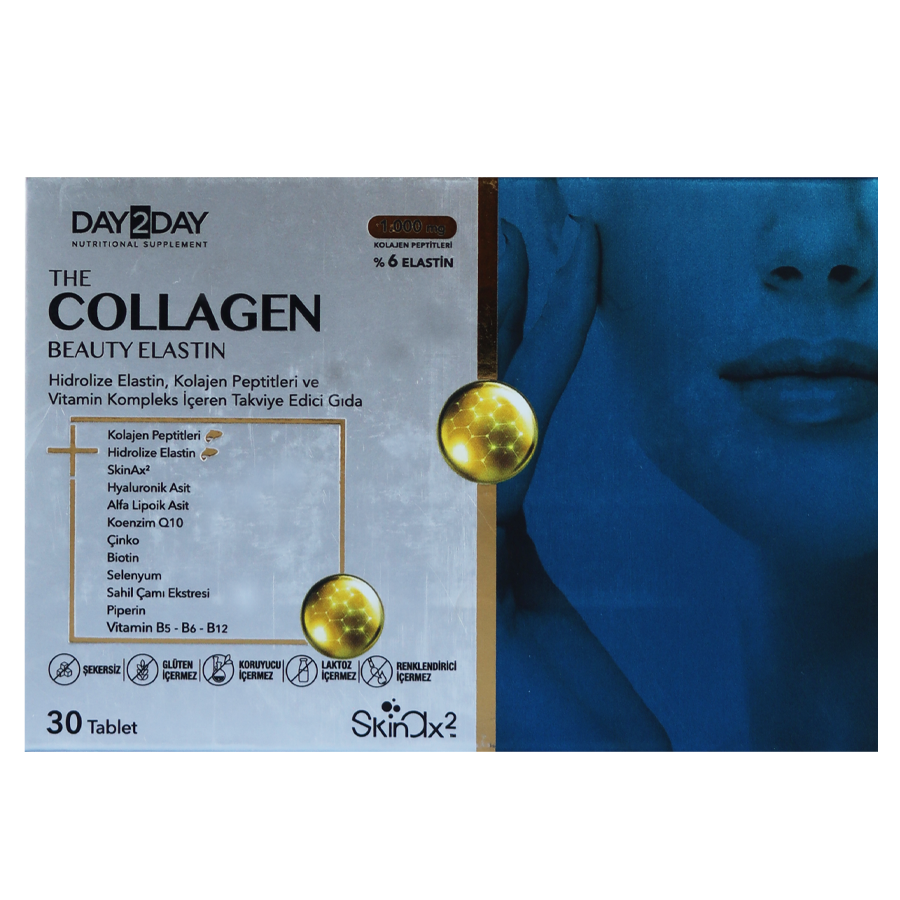 DAY2DAY
NUTRITIONAL SUPPLEMENT
1.000 mg
KOLAJEN PEPTİTLERİ
% 6 ELASTİN
THE
COLLAGEN
BEAUTY ELASTIN
Hidrolize Elastin, Kolajen Peptitleri ve
Vitamin Kompleks İçeren Takviye Edici Gıda
Kolajen Peptitleri
Hidrolize Elastin
SkinAx²
Hyaluronik Asit
Alfa Lipoik Asit
Koenzim Q10
Çinko
Biotin
Selenyum
Sahil Çamı Ekstresi
Piperin
Vitamin B5 - B6 - B12
ŞEKERSİZ
GLÜTEN
İÇERMEZ
KORUYUCU
İÇERMEZ
LAKTOZ
İÇERMEZ
RENKLENDİRİCİ
İÇERMEZ
30 Tablet
SkinAx2™